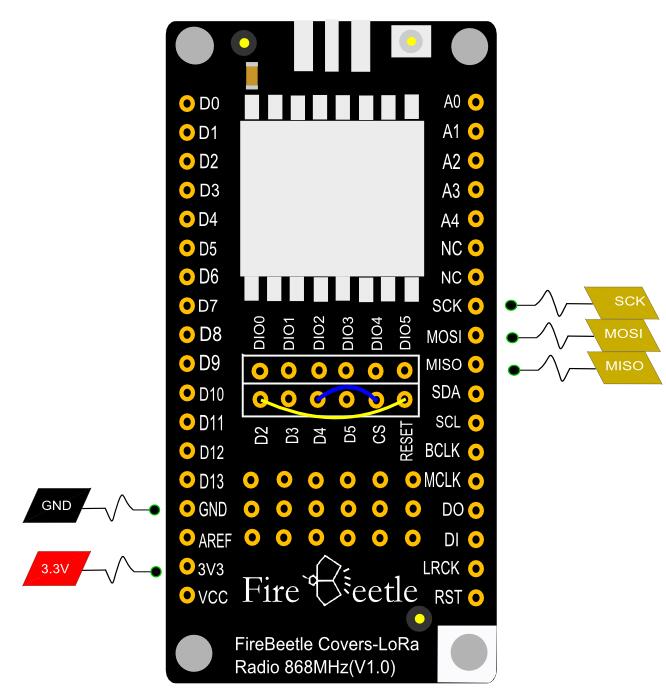 D0
D1
D2
D3
D4
D5
D6
D7
D8
D9
D10
D11
D12
D13
GND
AREF
3V3
VCC
GND
3.3V
DIO0 DIO1 DIO2 DIO3 DIO4 DIO5
D2 D3 D4 D5 CS RESET
A0
A1
A2
A3
A4
NC
NC
SCK
MOSI
MISO
SDA
SCL
BCLK
MCLK
DO
DI
LRCK
RST
SCK
MOSI
MISO
Fire Beetle
FireBeetle Covers-LoRa
Radio 868MHz(V1.0)